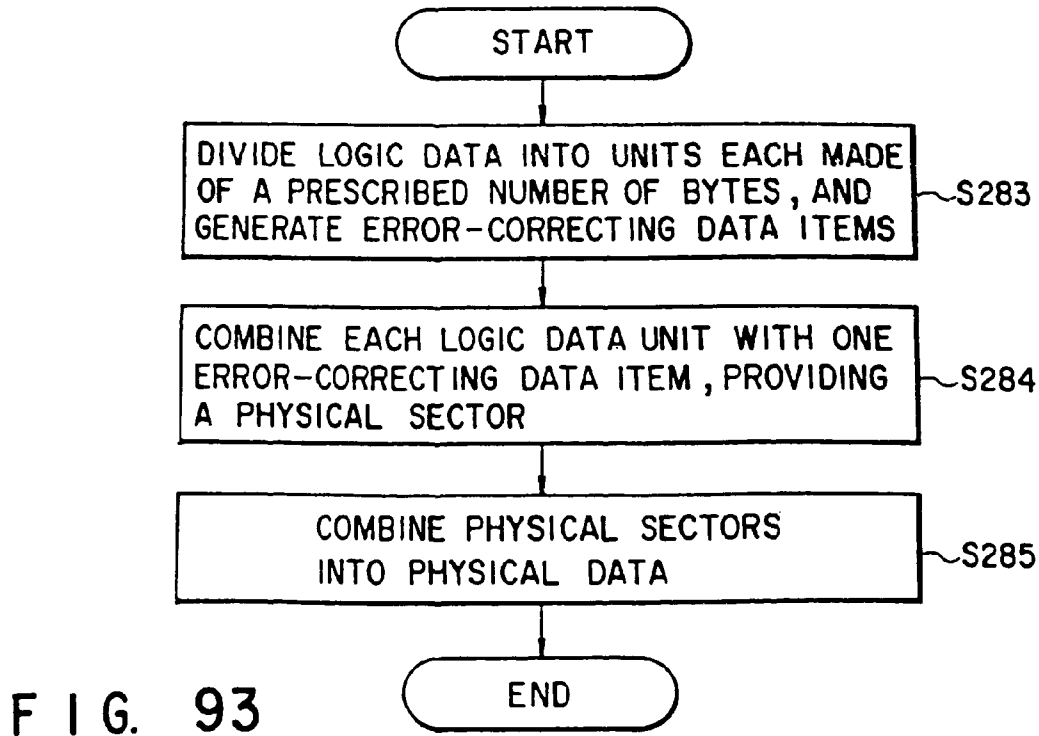 START
DIVIDE LOGIC DATA INTO UNITS EACH MADE
OF A PRESCRIBED NUMBER OF BYTES, AND
GENERATE ERROR-CORRECTING DATA ITEMS
S283
COMBINE EACH LOGIC DATA UNIT WITH ONE
ERROR-CORRECTING DATA ITEM, PROVIDING
A PHYSICAL SECTOR
S284
COMBINE PHYSICAL SECTORS
INTO PHYSICAL DATA
S285
END
FIG. 93